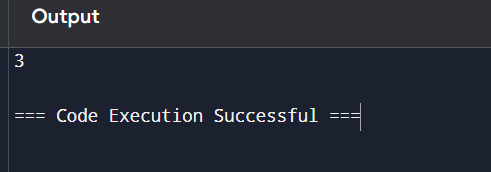 Output
3
=== Code Execution Successful ===